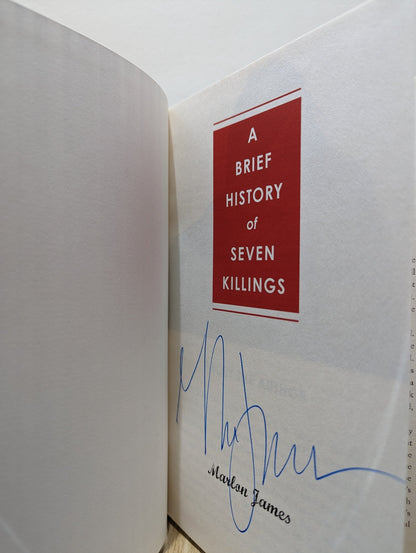 A
BRIEF
HISTORY
of
SEVEN
KILLINGS
Marlon James